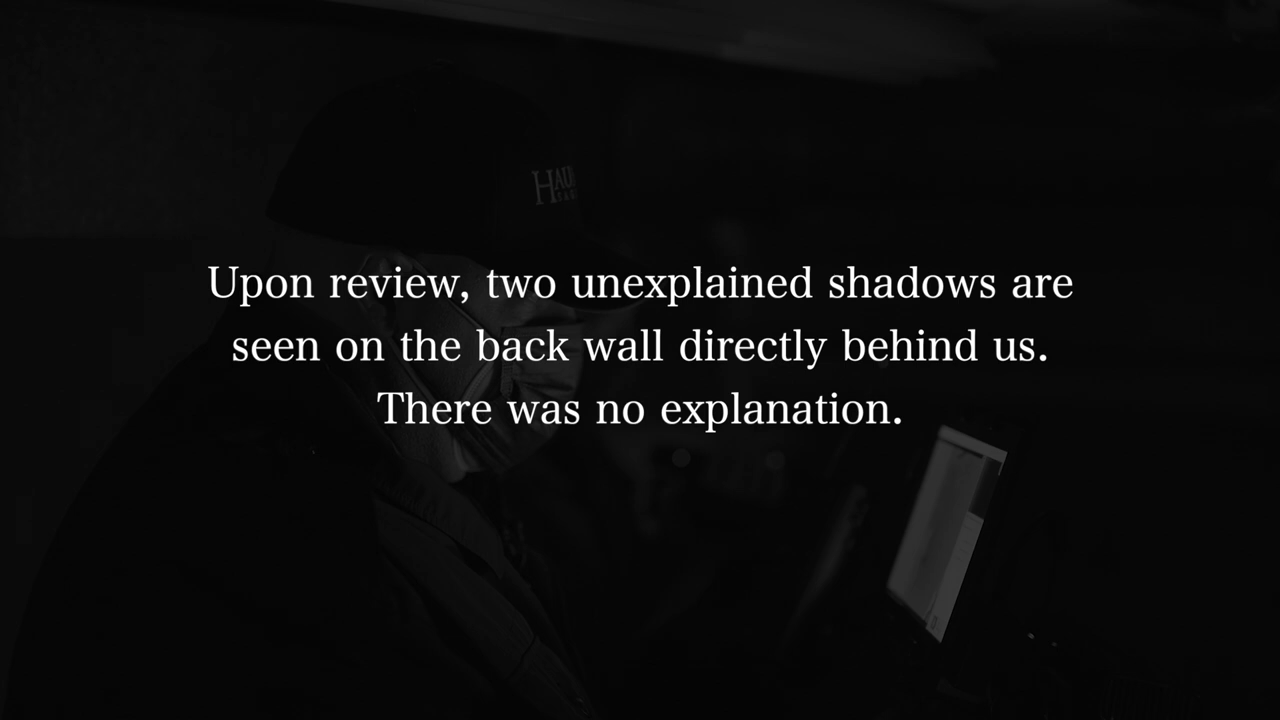 Upon review, two unexplained shadows are
seen on the back wall directly behind us.
There was no explanation.